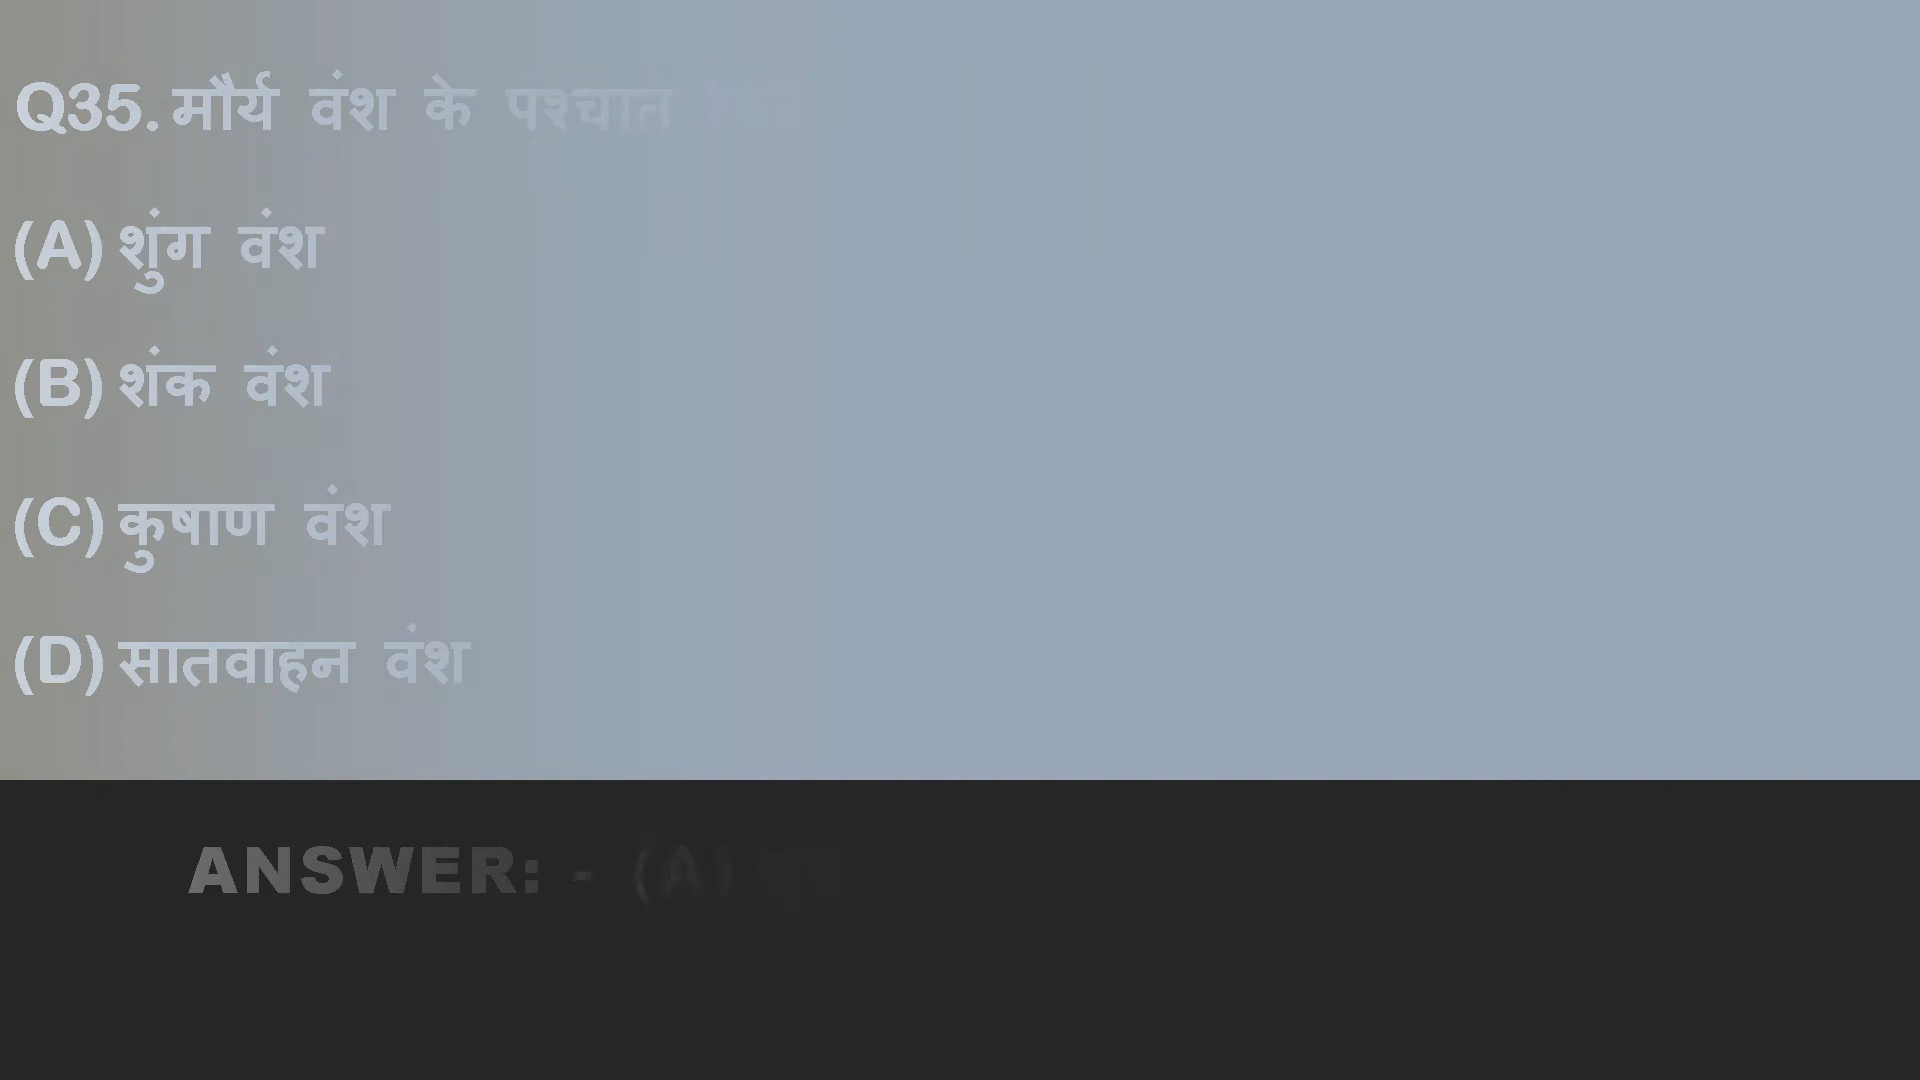 Q35. मौर्य वंश के पश्चात
(A) शुंग वंश
(B) शंक वंश
(C) कुषाण वंश
(D) सातवाहन वंश
ANSWER: - (A)